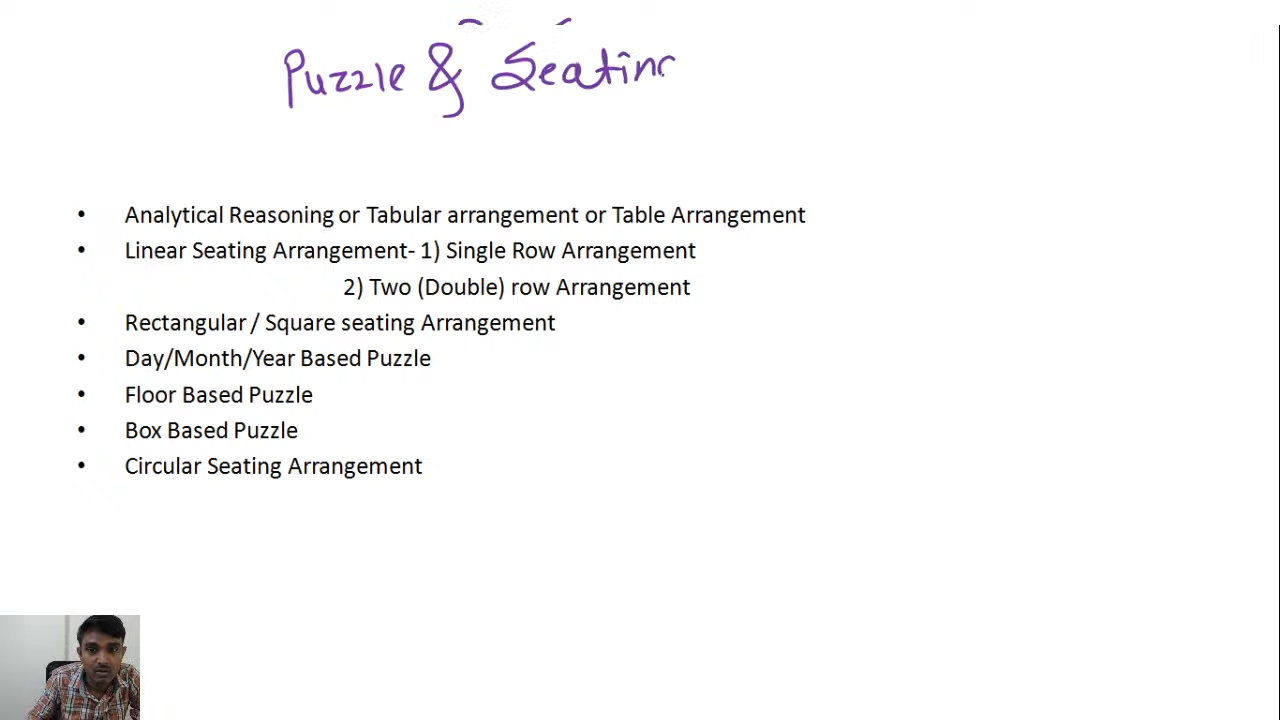 Puzzle & Seatin
• Analytical Reasoning or Tabular arrangement or Table Arrangement
• Linear Seating Arrangement- 1) Single Row Arrangement
2) Two (Double) row Arrangement
• Rectangular / Square seating Arrangement
• Day/Month/Year Based Puzzle
• Floor Based Puzzle
• Box Based Puzzle
• Circular Seating Arrangement